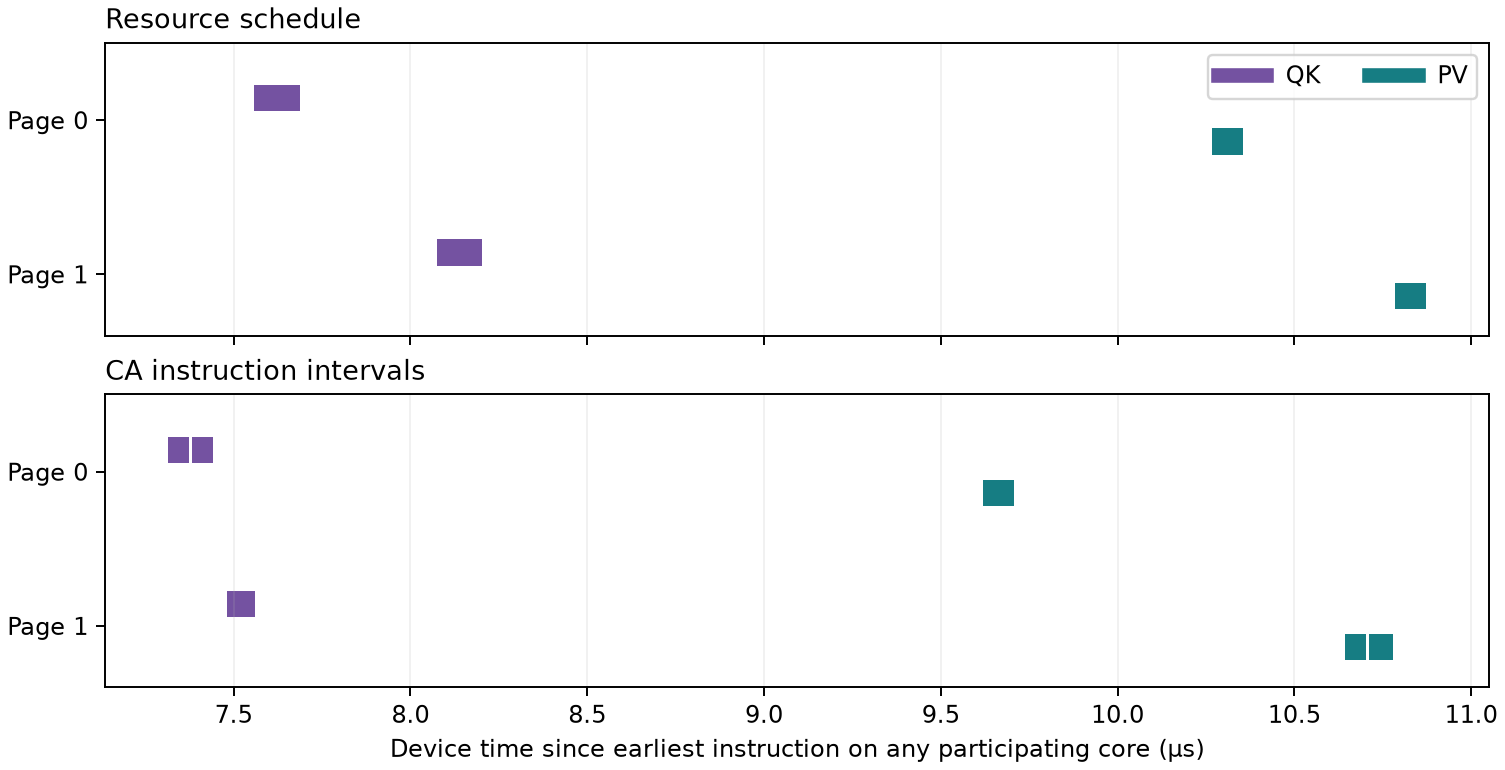 Resource schedule
QK PV
Page 0
Page 1
CA instruction intervals
Page 0
Page 1
7.5 8.0 8.5 9.0 9.5 10.0 10.5 11.0
Device time since earliest instruction on any participating core (µs)